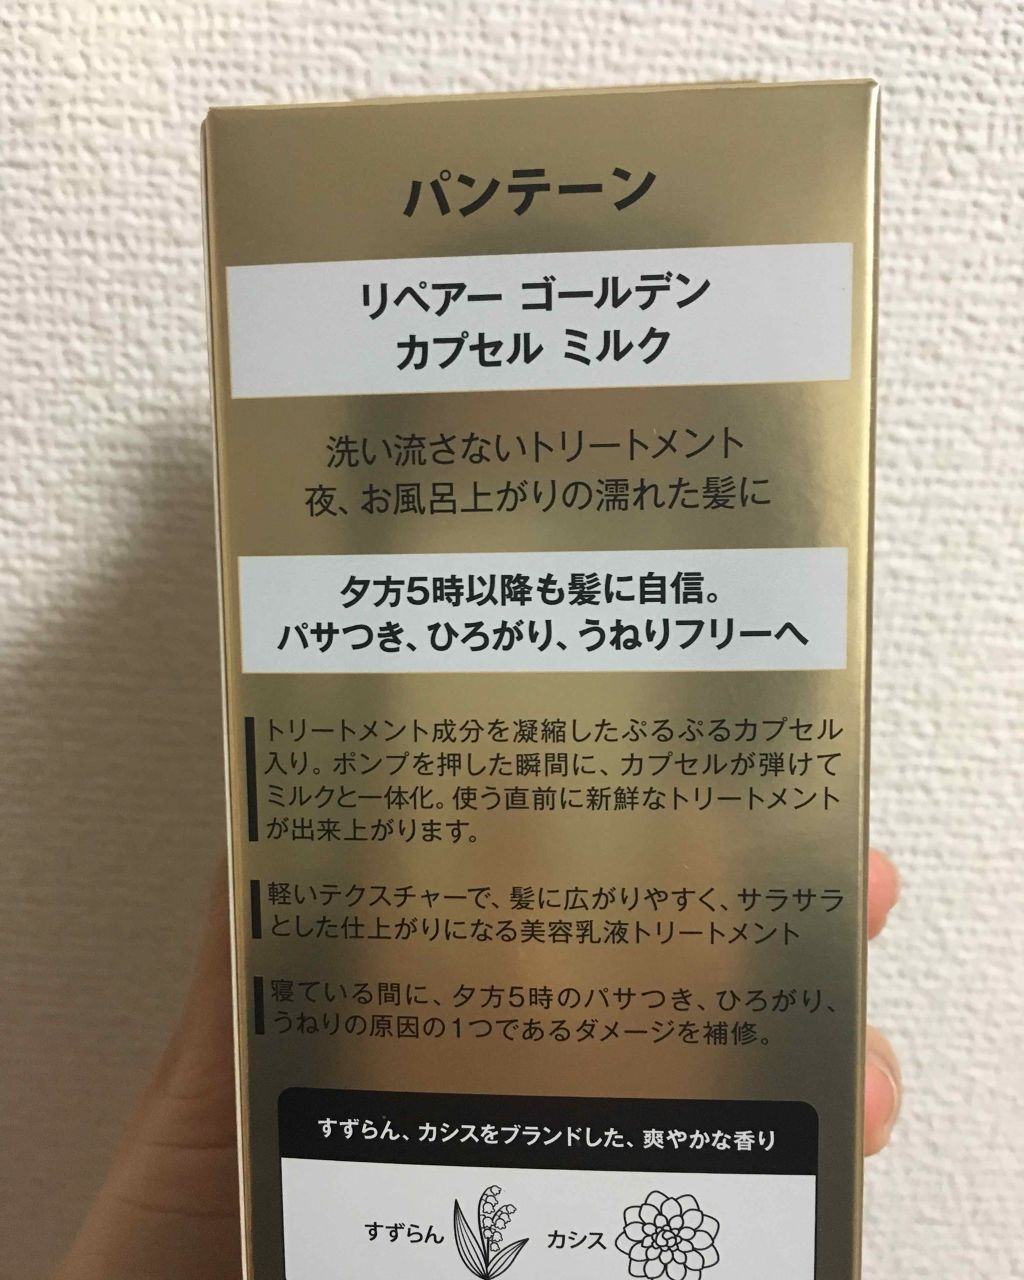 パンテーン
リペアー ゴールデン
カプセル ミルク
洗い流さないトリートメント
夜、お風呂上がりの濡れた髪に
夕方5時以降も髪に自信。
パサつき、ひろがり、うねりフリーへ
トリートメント成分を凝縮したぷるぷるカプセル
入り。ポンプを押した瞬間に、カプセルが弾けて
ミルクと一体化。使う直前に新鮮なトリートメント
が出来上がります。
軽いテクスチャーで、髪に広がりやすく、サラサラ
とした仕上がりになる美容乳液トリートメント
寝ている間に、夕方5時のパサつき、ひろがり、
うねりの原因の1つであるダメージを補修。
すずらん、カシスをブランドした、爽やかな香り
すずらん
カシス